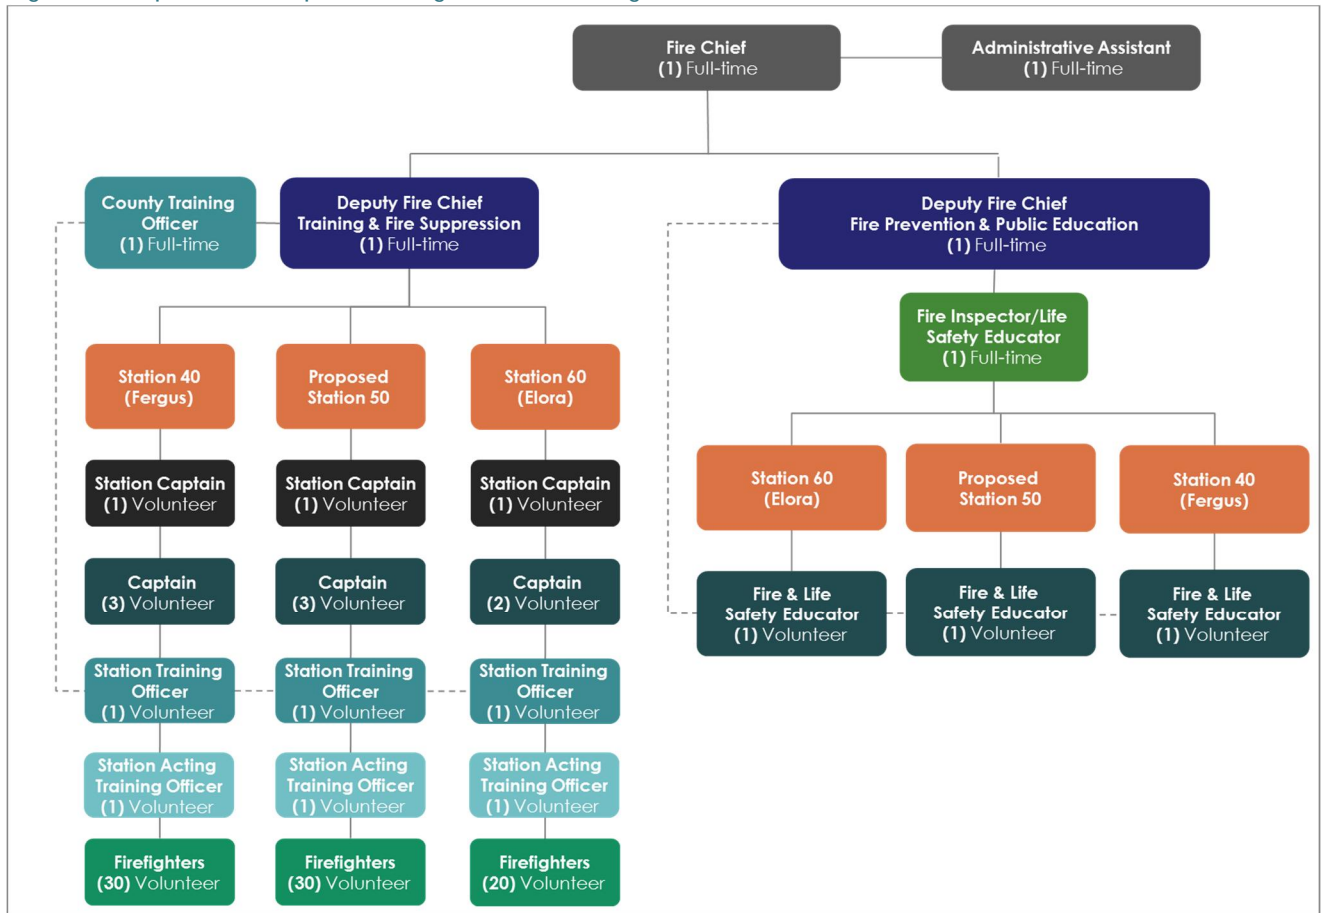 Fire Chief
(1) Full-time
Administrative Assistant
(1) Full-time
County Training
Officer
(1) Full-time
Deputy Fire Chief
Training & Fire Suppression
(1) Full-time
Deputy Fire Chief
Fire Prevention & Public Education
(1) Full-time
Fire Inspector/Life
Safety Educator
(1) Full-time
Station 40
(Fergus)
Proposed
Station 50
Station 60
(Elora)
Station Captain
(1) Volunteer
Station Captain
(1) Volunteer
Station Captain
(1) Volunteer
Captain
(3) Volunteer
Captain
(3) Volunteer
Captain
(2) Volunteer
Station Training
Officer
(1) Volunteer
Station Training
Officer
(1) Volunteer
Station Training
Officer
(1) Volunteer
Station Acting
Training Officer
(1) Volunteer
Station Acting
Training Officer
(1) Volunteer
Station Acting
Training Officer
(1) Volunteer
Firefighters
(30) Volunteer
Firefighters
(30) Volunteer
Firefighters
(20) Volunteer
Station 60
(Elora)
Proposed
Station 50
Station 40
(Fergus)
Fire & Life
Safety Educator
(1) Volunteer
Fire & Life
Safety Educator
(1) Volunteer
Fire & Life
Safety Educator
(1) Volunteer